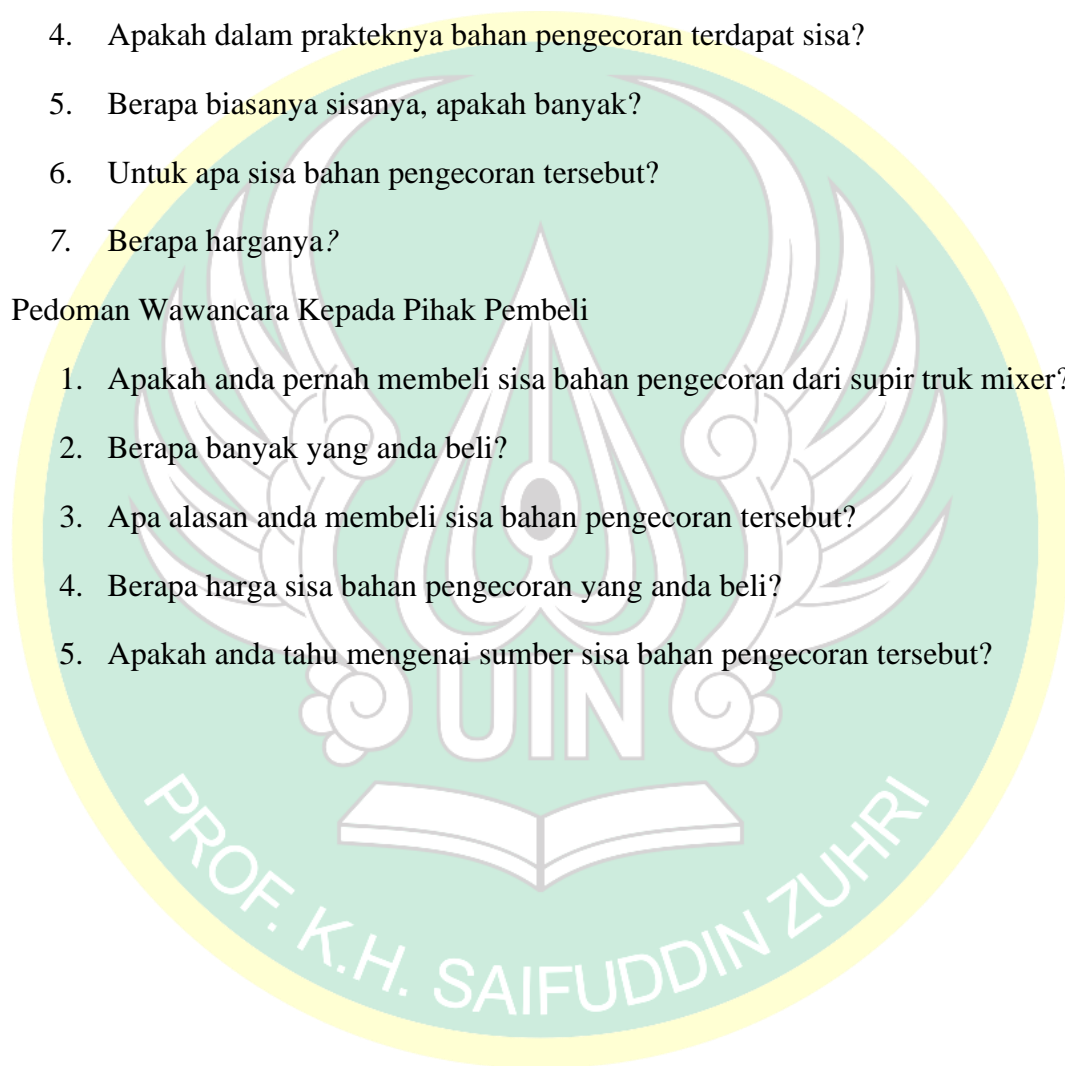 4. Apakah dalam prakteknya bahan pengecoran terdapat sisa?
5. Berapa biasanya sisanya, apakah banyak?
6. Untuk apa sisa bahan pengecoran tersebut?
7. Berapa harganya?
Pedoman Wawancara Kepada Pihak Pembeli
1. Apakah anda pernah membeli sisa bahan pengecoran dari supir truk mixer?
2. Berapa banyak yang anda beli?
3. Apa alasan anda membeli sisa bahan pengecoran tersebut?
4. Berapa harga sisa bahan pengecoran yang anda beli?
5. Apakah anda tahu mengenai sumber sisa bahan pengecoran tersebut?
UIN
PROF. K.H. SAIFUDDIN ZUHRI